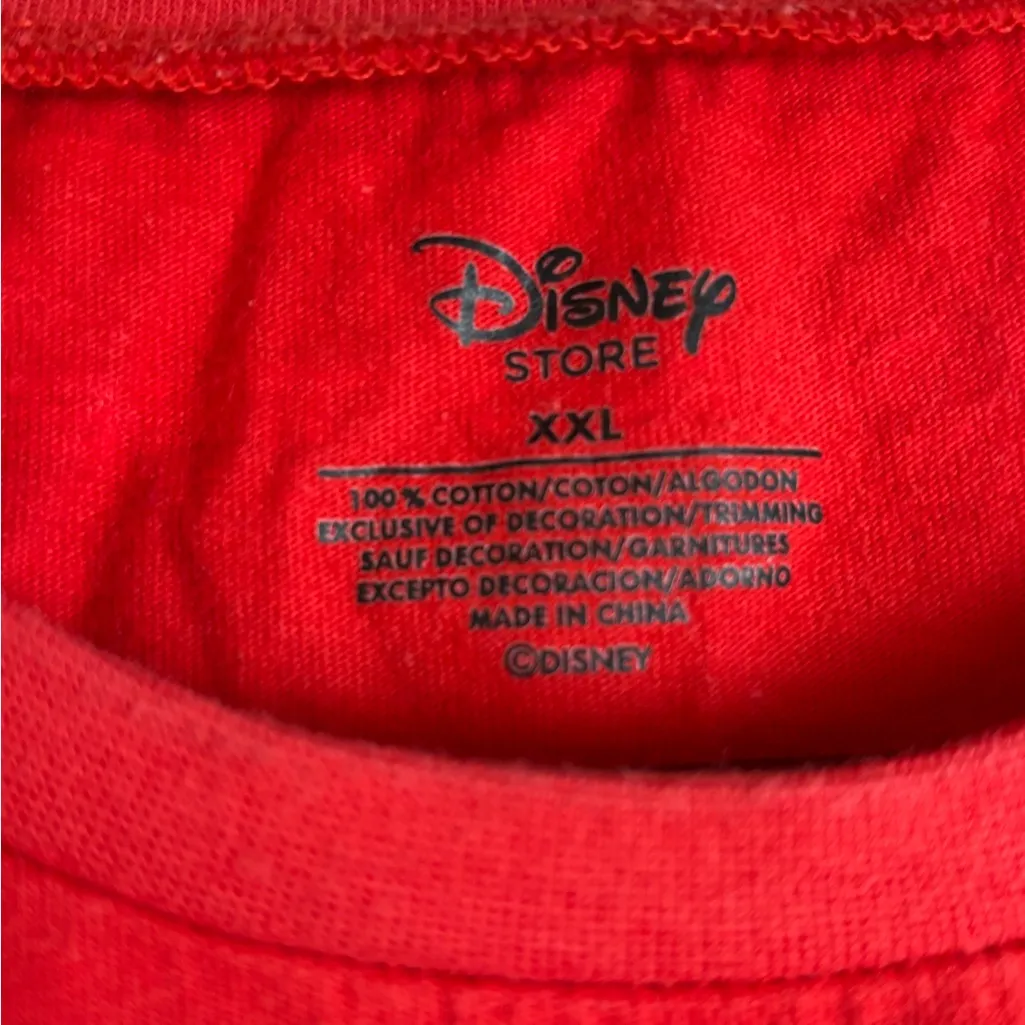 DISNEY
STORE
XXL
100 % COTTON/COTON/ALGODON
EXCLUSIVE OF DECORATION/TRIMMING
SAUF DECORATION/GARNITURES
EXCEPTO DECORACION/ADORNO
MADE IN CHINA
©DISNEY